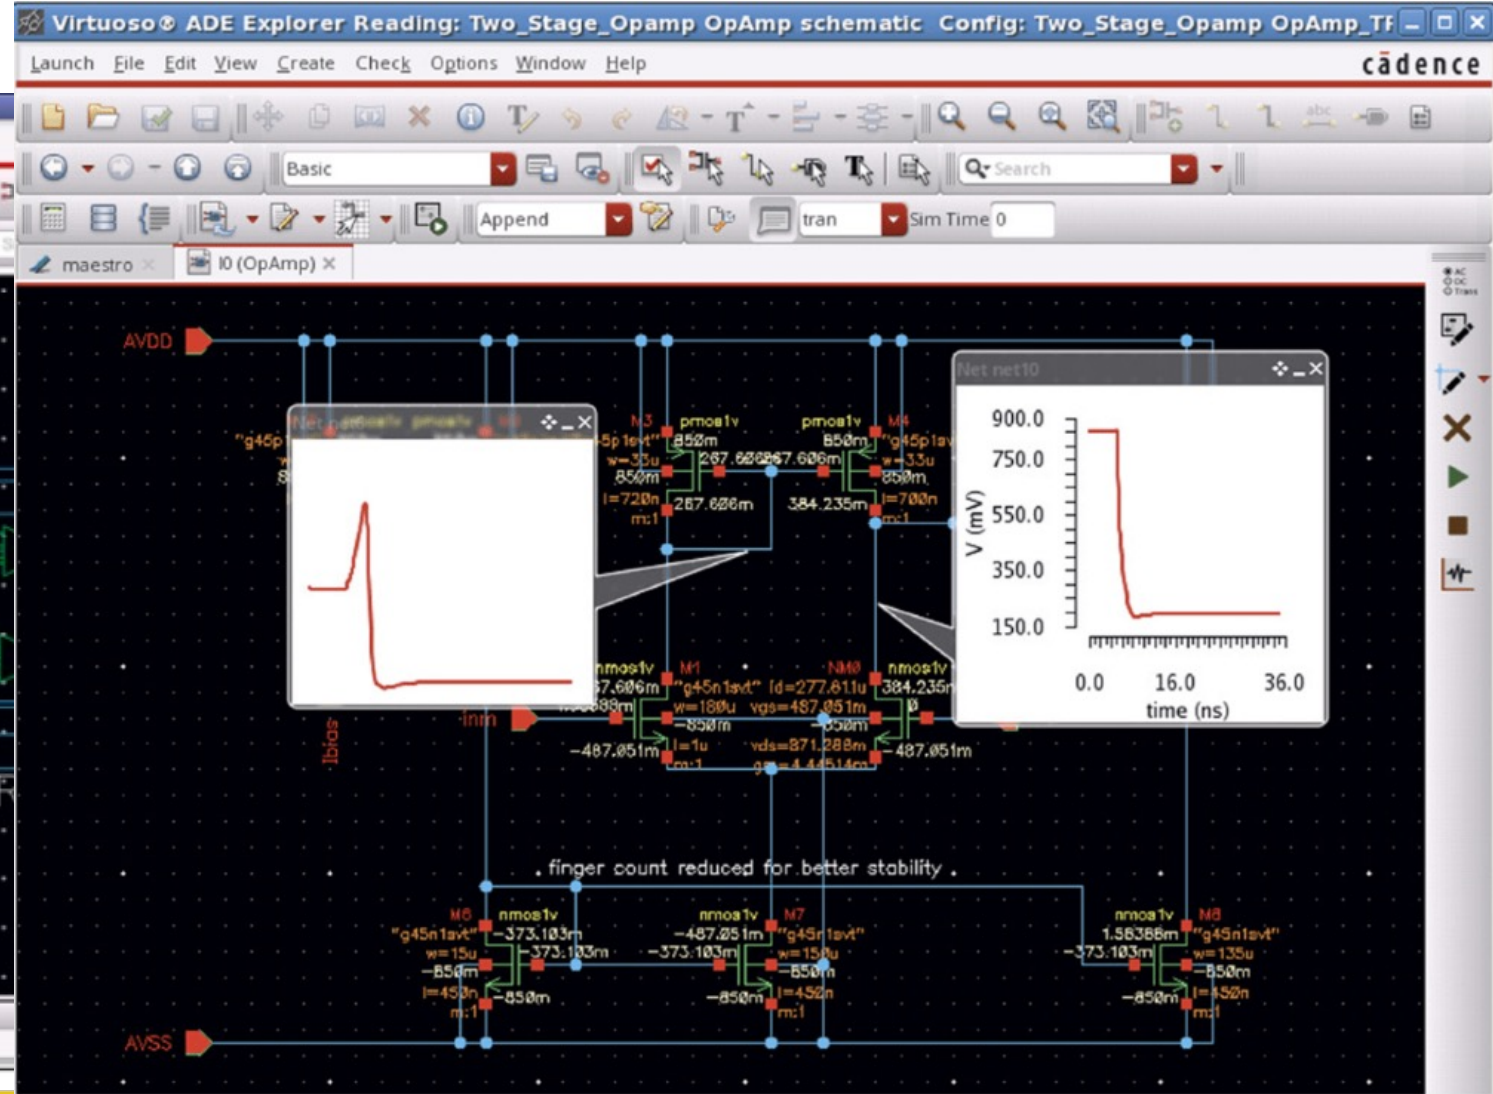 Virtuoso® ADE Explorer Reading: Two_Stage_Opamp OpAmp schematic Config: Two_Stage_Opamp
Launch File Edit View Create Check Options Window Help
cādence
Basic
Search
Append
tran
Sim Time 0
maestro
I0 (OpAmp)
AC
DC
Trans
AVDD
Net net10
900.0
750.0
550.0
350.0
150.0
V (mV)
0.0 16.0 36.0
time (ns)
M3 pmos1v
850m
w=33u
850m
l=720n
267.606m
m:1
pmos1v M4
850m
w=33u
850m
384.235m
l=700n
m:1
Ibias
inm
nmos1v M1
"g45n1svt"
w=180u
-850m
-487.051m
l=1u
m:1
NM0 nmos1v
id=277.811u
vgs=487.051m
-850m
vds=871.286m
-487.051m
finger count reduced for better stability
M6 nmos1v
"g45n1svt"
-373.103m
w=15u
-373.103m
-850m
l=450n
-850m
m:1
nmos1v M7
-487.051m
"g45n1svt"
-373.103m
w=150u
-850m
-850m
l=450n
m:1
nmos1v M8
1.58388m
"g45n1svt"
-373.103m
w=135u
-850m
-850m
l=450n
m:1
AVSS